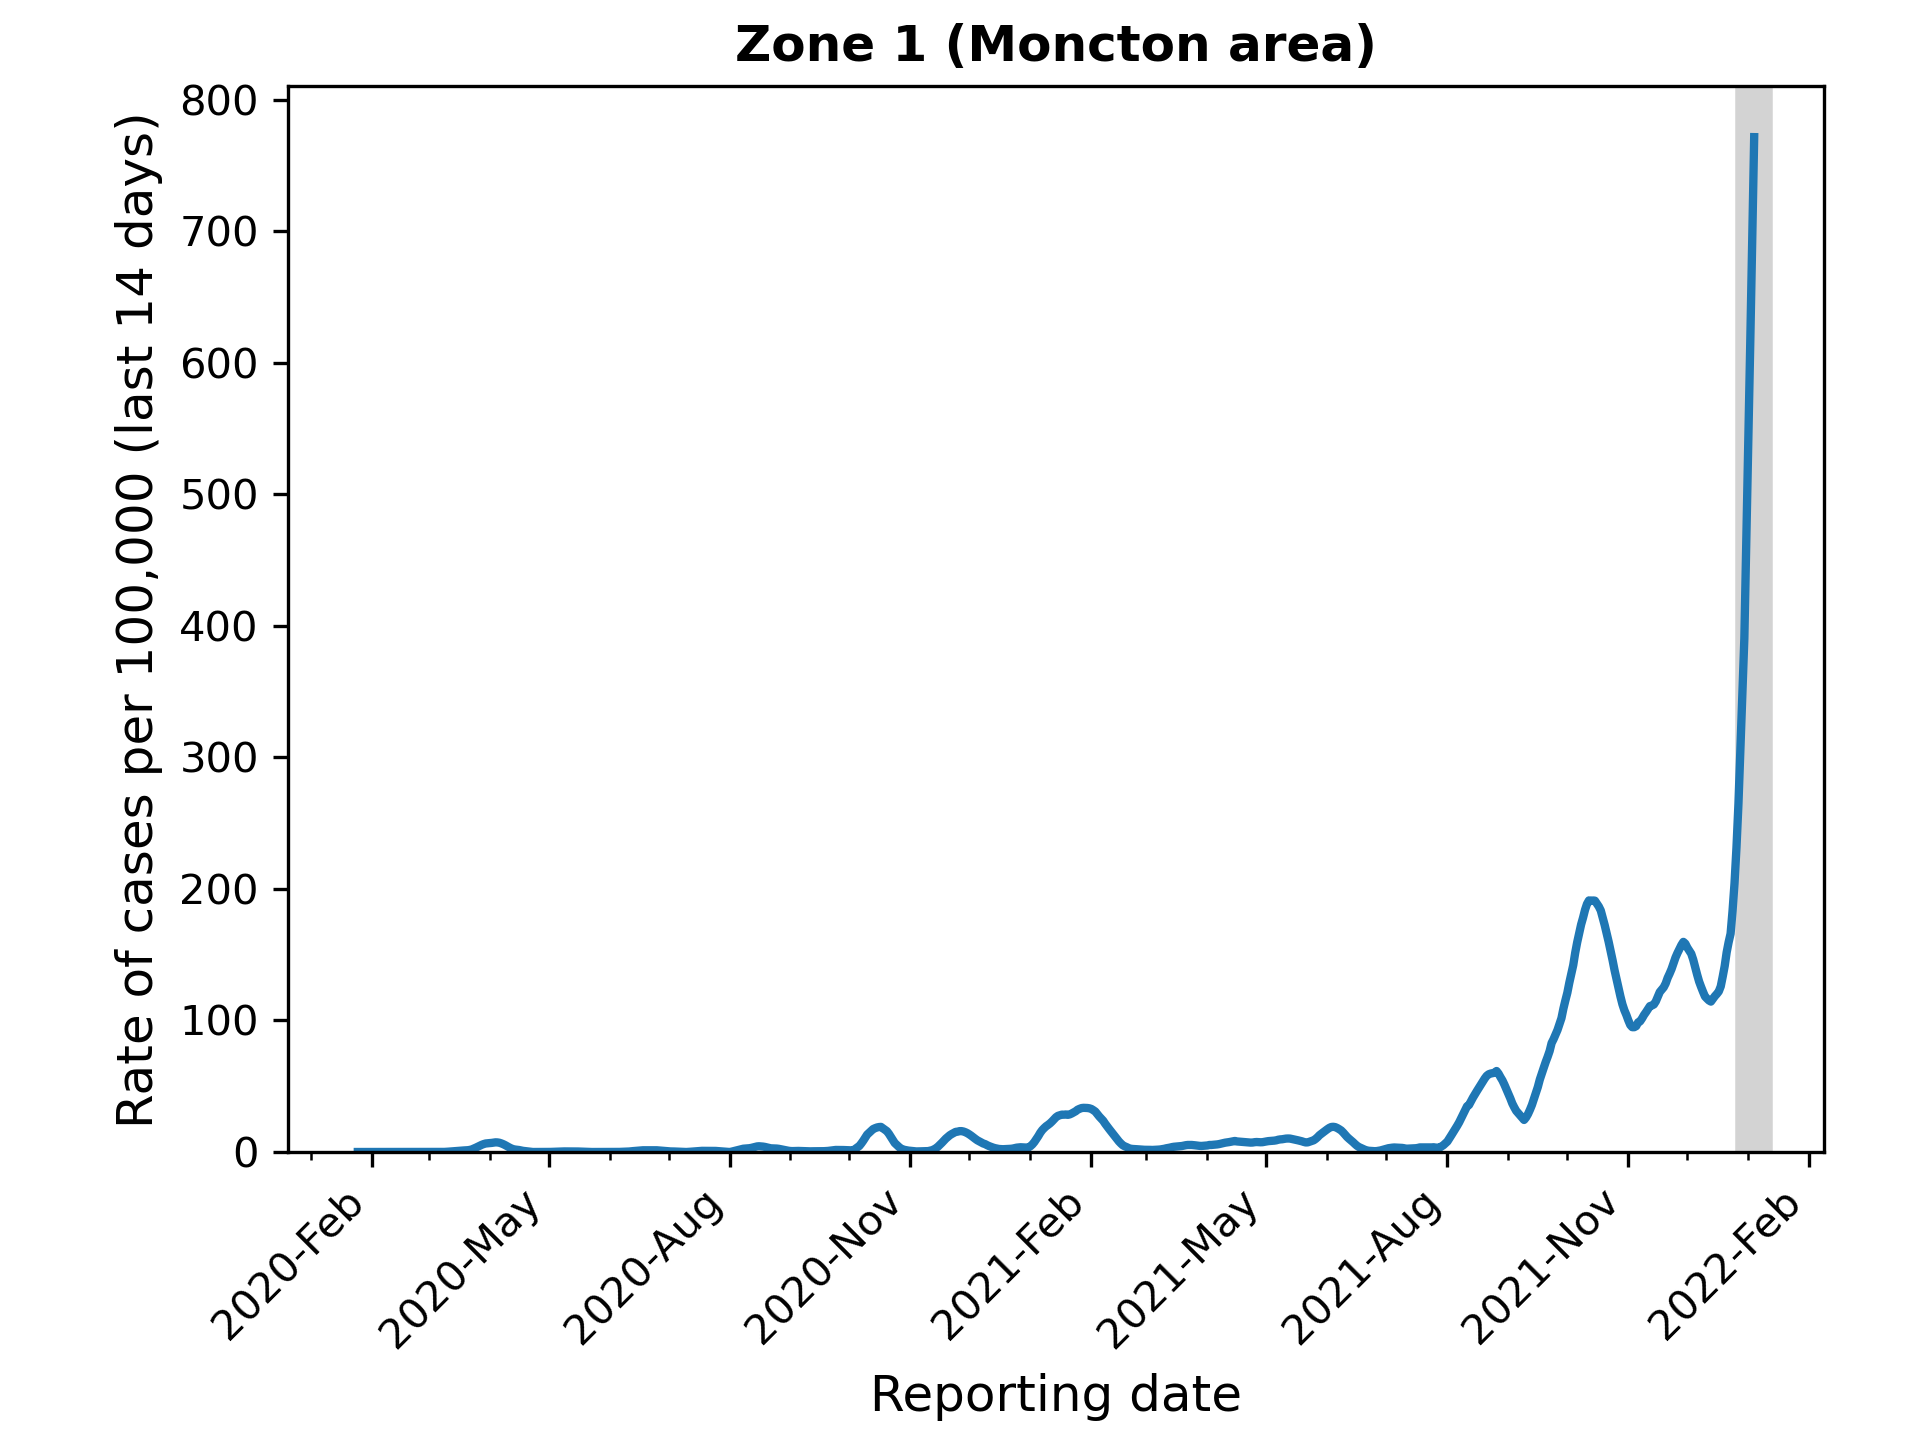 Zone 1 (Moncton area)
Rate of cases per 100,000 (last 14 days)
800
700
600
500
400
300
200
100
0
2020-Feb
2020-May
2020-Aug
2020-Nov
2021-Feb
2021-May
2021-Aug
2021-Nov
2022-Feb
Reporting date